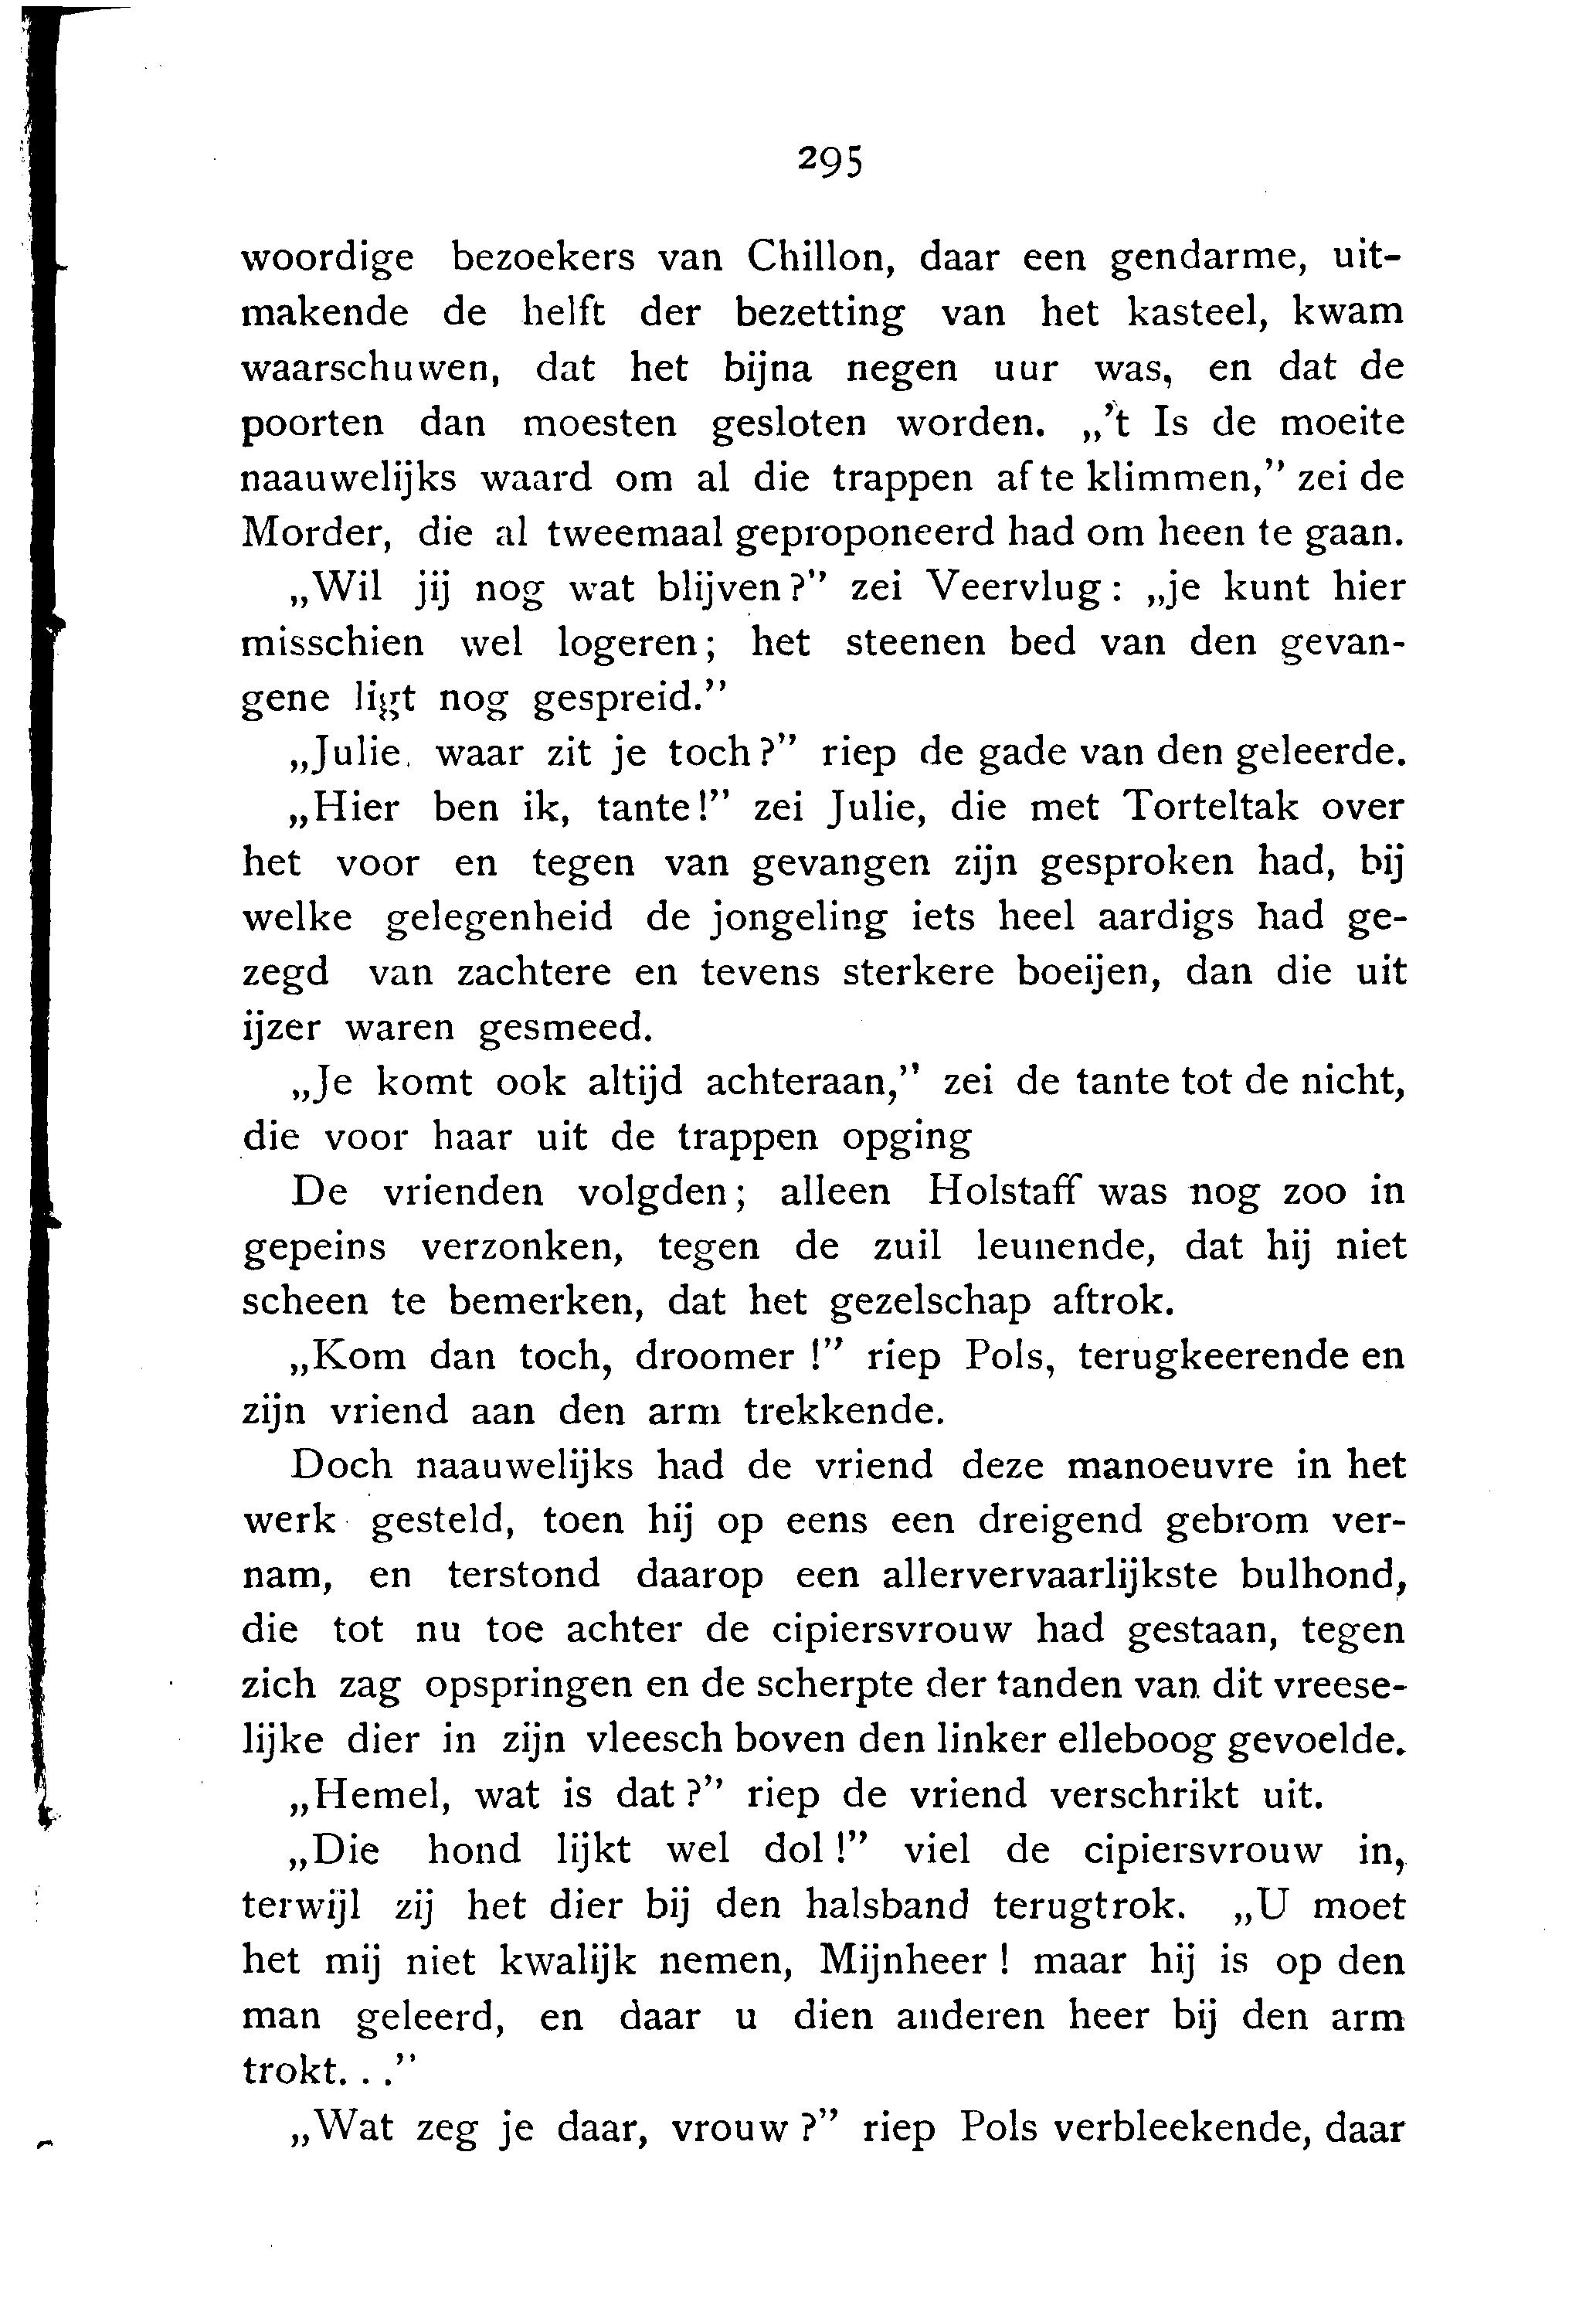 295
woordige bezoekers van Chillon, daar een gendarme, uit-
makende de helft der bezetting van het kasteel, kwam
waarschuwen, dat het bijna negen uur was, en dat de
poorten dan moesten gesloten worden. „'t Is de moeite
naauwelijks waard om al die trappen af te klimmen,” zei de
Morder, die al tweemaal geproponeerd had om heen te gaan.
„Wil jij nog wat blijven?” zei Veervlug: „je kunt hier
misschien wel logeren; het steenen bed van den gevan-
gene ligt nog gespreid.”
„Julie, waar zit je toch?” riep de gade van den geleerde.
„Hier ben ik, tante!” zei Julie, die met Torteltak over
het voor en tegen van gevangen zijn gesproken had, bij
welke gelegenheid de jongeling iets heel aardigs had ge-
zegd van zachtere en tevens sterkere boeijen, dan die uit
ijzer waren gesmeed.
„Je komt ook altijd achteraan,” zei de tante tot de nicht,
die voor haar uit de trappen opging
De vrienden volgden; alleen Holstaff was nog zoo in
gepeins verzonken, tegen de zuil leunende, dat hij niet
scheen te bemerken, dat het gezelschap aftrok.
„Kom dan toch, droomer!” riep Pols, terugkeerende en
zijn vriend aan den arm trekkende.
Doch naauwelijks had de vriend deze manoeuvre in het
werk gesteld, toen hij op eens een dreigend gebrom ver-
nam, en terstond daarop een allervervaarlijkste bulhond,
die tot nu toe achter de cipiersvrouw had gestaan, tegen
zich zag opspringen en de scherpte der tanden van dit vreese-
lijke dier in zijn vleesch boven den linker elleboog gevoelde.
„Hemel, wat is dat?” riep de vriend verschrikt uit.
„Die hond lijkt wel dol!” viel de cipiersvrouw in,
terwijl zij het dier bij den halsband terugtrok. „U moet
het mij niet kwalijk nemen, Mijnheer! maar hij is op den
man geleerd, en daar u dien anderen heer bij den arm
trokt...”
„Wat zeg je daar, vrouw?” riep Pols verbleekende, daar